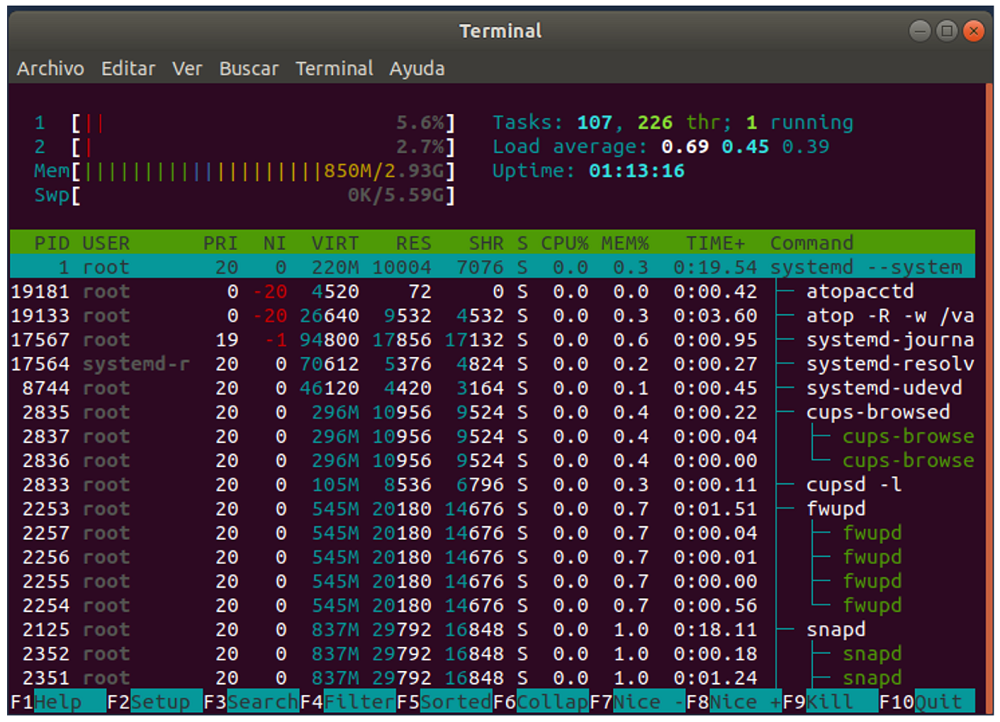 Terminal
Archivo Editar Ver Buscar Terminal Ayuda
1 [|| 5.6%] Tasks: 107, 226 thr; 1 running
2 [| 2.7%] Load average: 0.69 0.45 0.39
Mem[||||||||||||||||||||850M/2.93G] Uptime: 01:13:16
Swp[ 0K/5.59G]
PID USER PRI NI VIRT RES SHR S CPU% MEM% TIME+ Command
1 root 20 0 220M 10004 7076 S 0.0 0.3 0:19.54 systemd --system
19181 root 0 -20 4520 72 0 S 0.0 0.0 0:00.42 atopacctd
19133 root 0 -20 26640 9532 4532 S 0.0 0.3 0:03.60 atop -R -w /va
17567 root 19 -1 94800 17856 17132 S 0.0 0.6 0:00.95 systemd-journa
17564 systemd-r 20 0 70612 5376 4824 S 0.0 0.2 0:00.27 systemd-resolv
8744 root 20 0 46120 4420 3164 S 0.0 0.1 0:00.45 systemd-udevd
2835 root 20 0 296M 10956 9524 S 0.0 0.4 0:00.22 cups-browsed
2837 root 20 0 296M 10956 9524 S 0.0 0.4 0:00.04 cups-browse
2836 root 20 0 296M 10956 9524 S 0.0 0.4 0:00.00 cups-browse
2833 root 20 0 105M 8536 6796 S 0.0 0.3 0:00.11 cupsd -l
2253 root 20 0 545M 20180 14676 S 0.0 0.7 0:01.51 fwupd
2257 root 20 0 545M 20180 14676 S 0.0 0.7 0:00.04 fwupd
2256 root 20 0 545M 20180 14676 S 0.0 0.7 0:00.01 fwupd
2255 root 20 0 545M 20180 14676 S 0.0 0.7 0:00.00 fwupd
2254 root 20 0 545M 20180 14676 S 0.0 0.7 0:00.56 fwupd
2125 root 20 0 837M 29792 16848 S 0.0 1.0 0:18.11 snapd
2352 root 20 0 837M 29792 16848 S 0.0 1.0 0:00.18 snapd
2351 root 20 0 837M 29792 16848 S 0.0 1.0 0:01.24 snapd
F1Help F2Setup F3SearchF4FilterF5SortedF6CollapF7Nice -F8Nice +F9Kill F10Quit